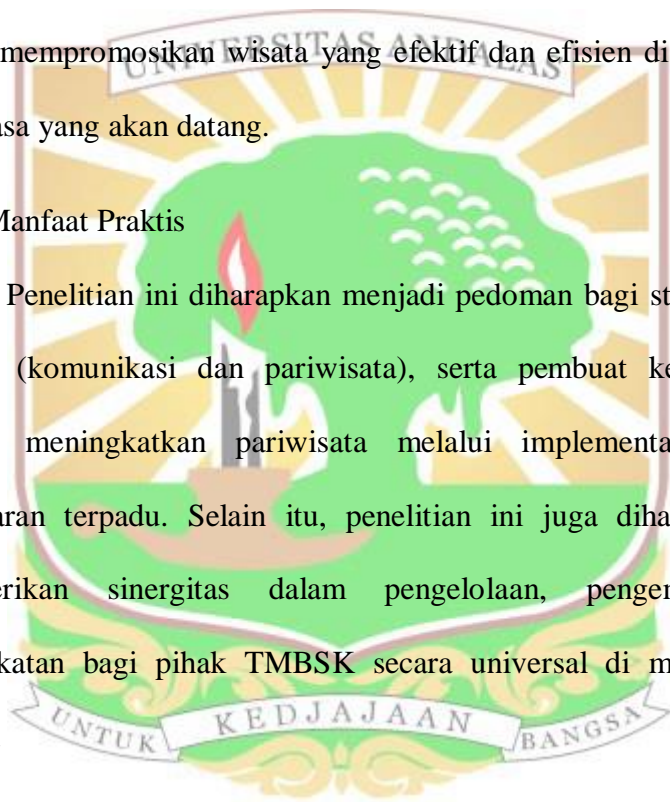 UNIVERSITAS ANDALAS
mempromosikan wisata yang efektif dan efisien di
asa yang akan datang.
Manfaat Praktis
Penelitian ini diharapkan menjadi pedoman bagi st
(komunikasi dan pariwisata), serta pembuat ke
meningkatkan pariwisata melalui implementa
aran terpadu. Selain itu, penelitian ini juga diha
erikan sinergitas dalam pengelolaan, penger
katan bagi pihak TMBSK secara universal di m
UNTUK KEDJAJAAN BANGSA